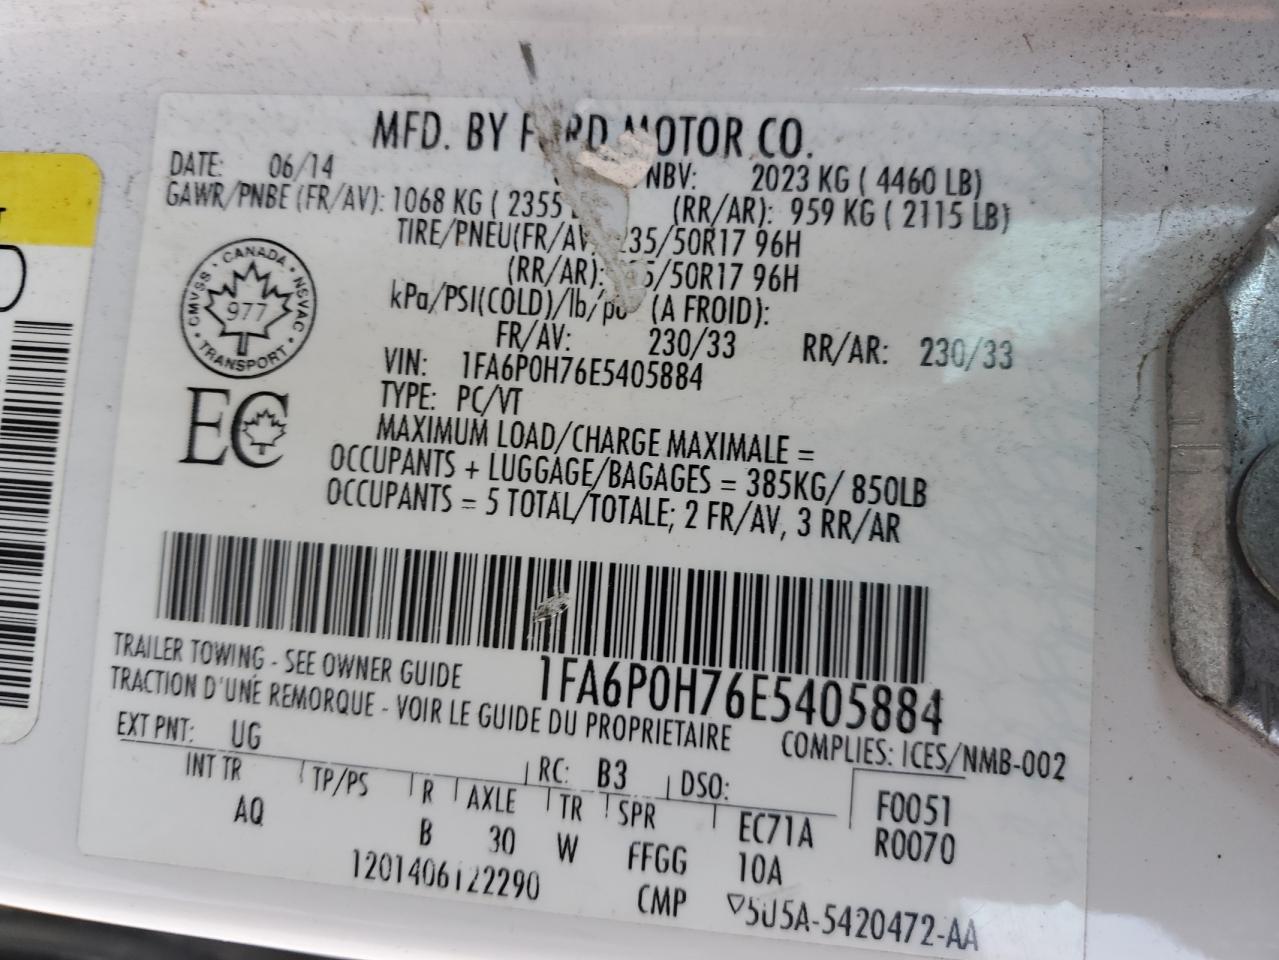 MFD. BY FORD MOTOR CO.
DATE: 06/14 NBV: 2023 KG ( 4460 LB)
GAWR/PNBE (FR/AV): 1068 KG ( 2355 (RR/AR): 959 KG ( 2115 LB)
TIRE/PNEU(FR/AV 35/50R17 96H
(RR/AR): 5/50R17 96H
kPa/PSI(COLD)/lb/po (A FROID):
FR/AV: 230/33 RR/AR: 230/33
VIN: 1FA6P0H76E5405884
TYPE: PC/VT
MAXIMUM LOAD/CHARGE MAXIMALE =
OCCUPANTS + LUGGAGE/BAGAGES = 385KG/ 850LB
OCCUPANTS = 5 TOTAL/TOTALE; 2 FR/AV, 3 RR/AR
CANADA
CMVSS NSVAC
977
TRANSPORT
EC
TRAILER TOWING - SEE OWNER GUIDE
1FA6P0H76E5405884
TRACTION D'UNE REMORQUE - VOIR LE GUIDE DU PROPRIETAIRE
COMPLIES: ICES/NMB-002
EXT PNT: UG RC: B3 DSO:
INT TR TP/PS R AXLE TR SPR EC71A F0051
AQ B 30 W FFGG 10A R0070
1201406122290 CMP 5U5A-5420472-AA